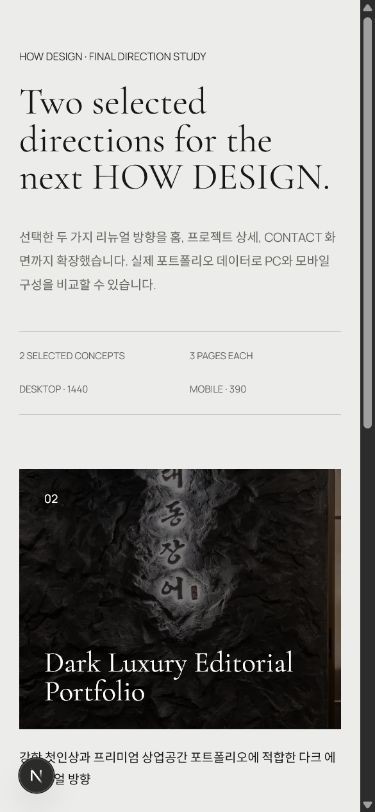 HOW DESIGN · FINAL DIRECTION STUDY
Two selected
directions for the
next HOW DESIGN.
선택한 두 가지 리뉴얼 방향을 홈, 프로젝트 상세, CONTACT 화
면까지 확장했습니다. 실제 포트폴리오 데이터로 PC와 모바일
구성을 비교할 수 있습니다.
2 SELECTED CONCEPTS
3 PAGES EACH
DESKTOP · 1440
MOBILE · 390
02
동
장
어
Dark Luxury Editorial
Portfolio
강한 첫인상과 프리미엄 상업공간 포트폴리오에 적합한 다크 에
얼 방향
N